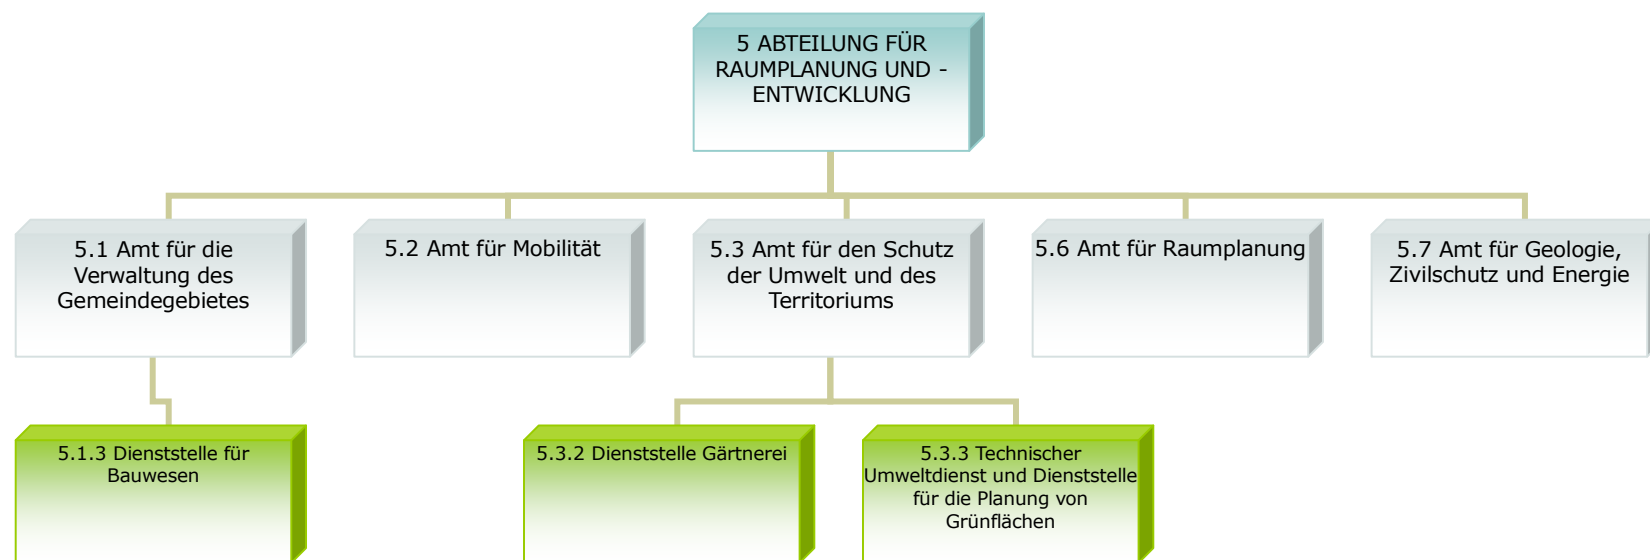 5 ABTEILUNG FÜR
RAUMPLANUNG UND -
ENTWICKLUNG
5.1 Amt für die
Verwaltung des
Gemeindegebietes
5.2 Amt für Mobilität
5.3 Amt für den Schutz
der Umwelt und des
Territoriums
5.6 Amt für Raumplanung
5.7 Amt für Geologie,
Zivilschutz und Energie
5.1.3 Dienststelle für
Bauwesen
5.3.2 Dienststelle Gärtnerei
5.3.3 Technischer
Umweltdienst und Dienststelle
für die Planung von
Grünflächen